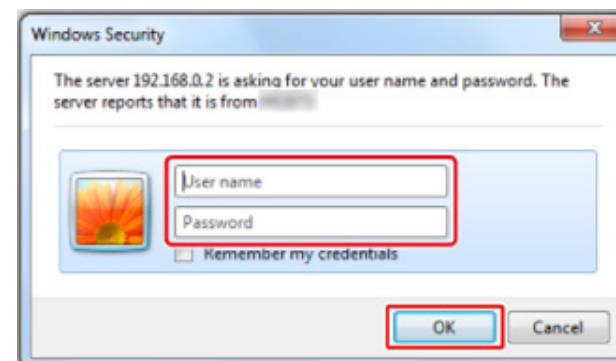 Windows Security
The server 192.168.0.2 is asking for your user name and password. The
server reports that it is from
User name
Password
Remember my credentials
OK
Cancel